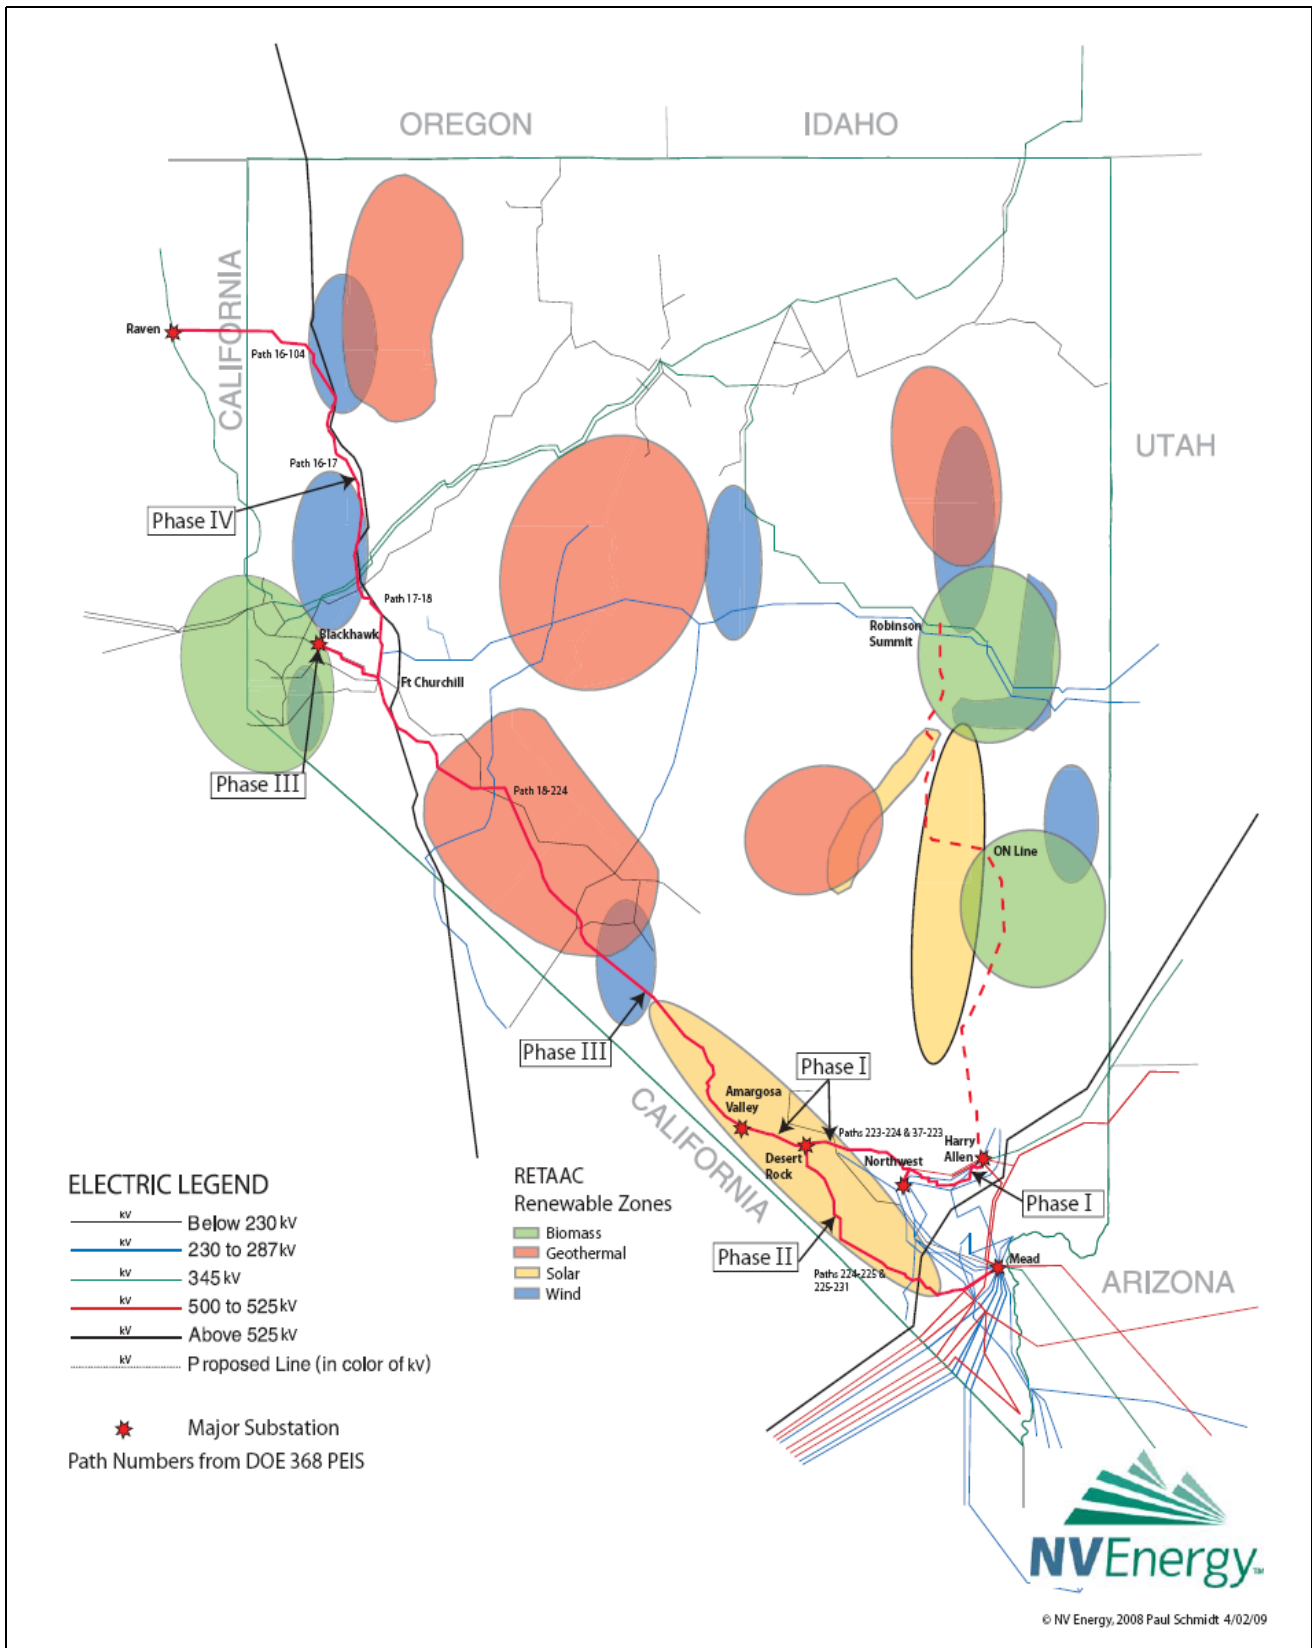 OREGON
IDAHO
CALIFORNIA
Raven
Path 16-104
UTAH
Path 16-17
Phase IV
Path 17-18
Blackhawk
Robinson
Summit
Ft Churchill
Phase III
Path 18-224
ON Line
Phase III
Phase I
CALIFORNIA
Amargosa
Valley
Paths 223-224 & 37-223
Harry
Allen
Desert
Rock
Northwest
Phase I
Phase II
Mead
Paths 224-225 &
225-231
ARIZONA
ELECTRIC LEGEND
kV Below 230 kV
kV 230 to 287kV
kV 345 kV
kV 500 to 525kV
kV Above 525 kV
kV Proposed Line (in color of kV)
Major Substation
Path Numbers from DOE 368 PEIS
RETAAC
Renewable Zones
Biomass
Geothermal
Solar
Wind
NVEnergy™
© NV Energy, 2008 Paul Schmidt 4/02/09